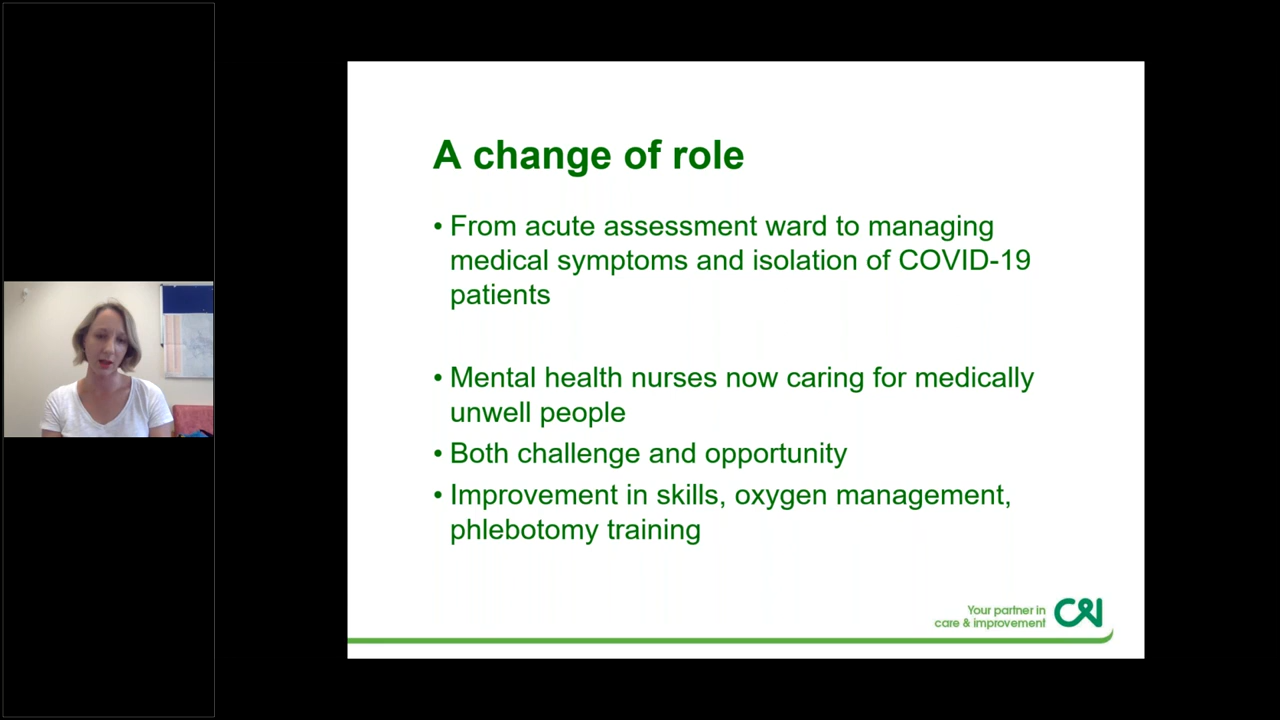 A change of role
• From acute assessment ward to managing
medical symptoms and isolation of COVID-19
patients
• Mental health nurses now caring for medically
unwell people
• Both challenge and opportunity
• Improvement in skills, oxygen management,
phlebotomy training
Your partner in
care & improvement
C&I